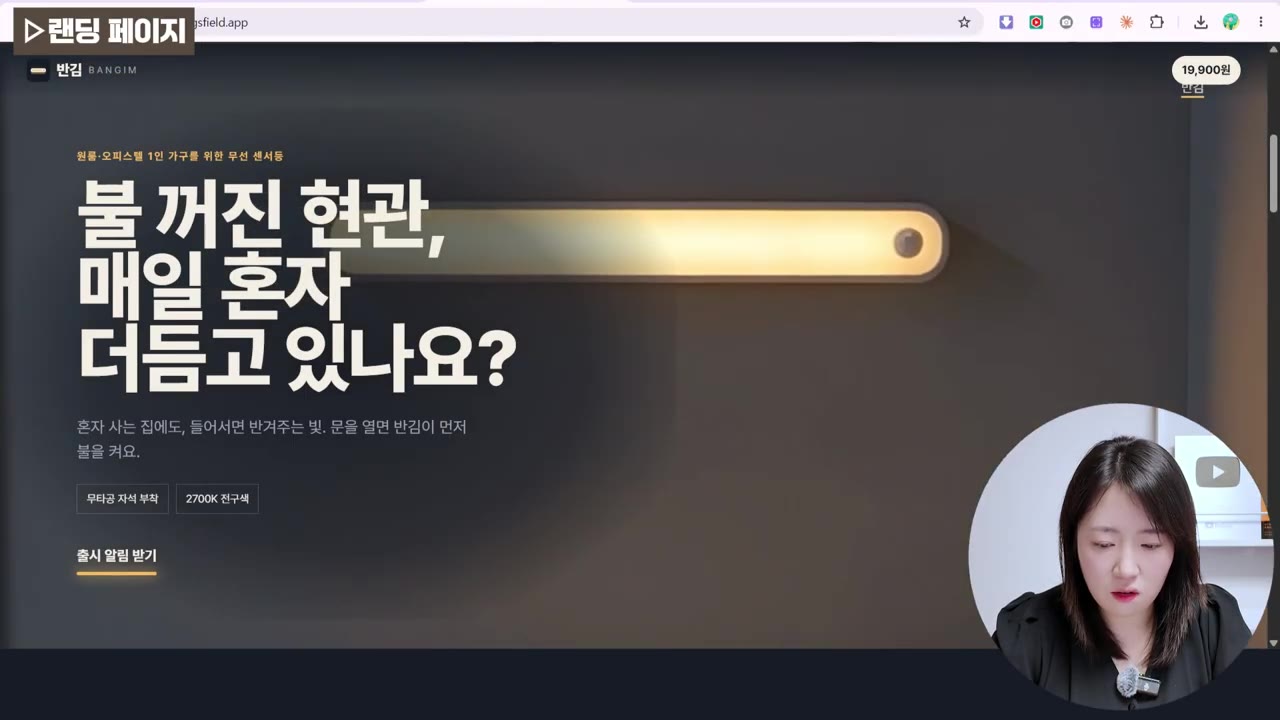 ▷랜딩 페이지
gsfield.app
반김 BANGIM
19,900원
반김
원룸·오피스텔 1인 가구를 위한 무선 센서등
불 꺼진 현관,
매일 혼자
더듬고 있나요?
혼자 사는 집에도, 들어서면 반겨주는 빛. 문을 열면 반김이 먼저
불을 켜요.
무타공 자석 부착
2700K 전구색
출시 알림 받기